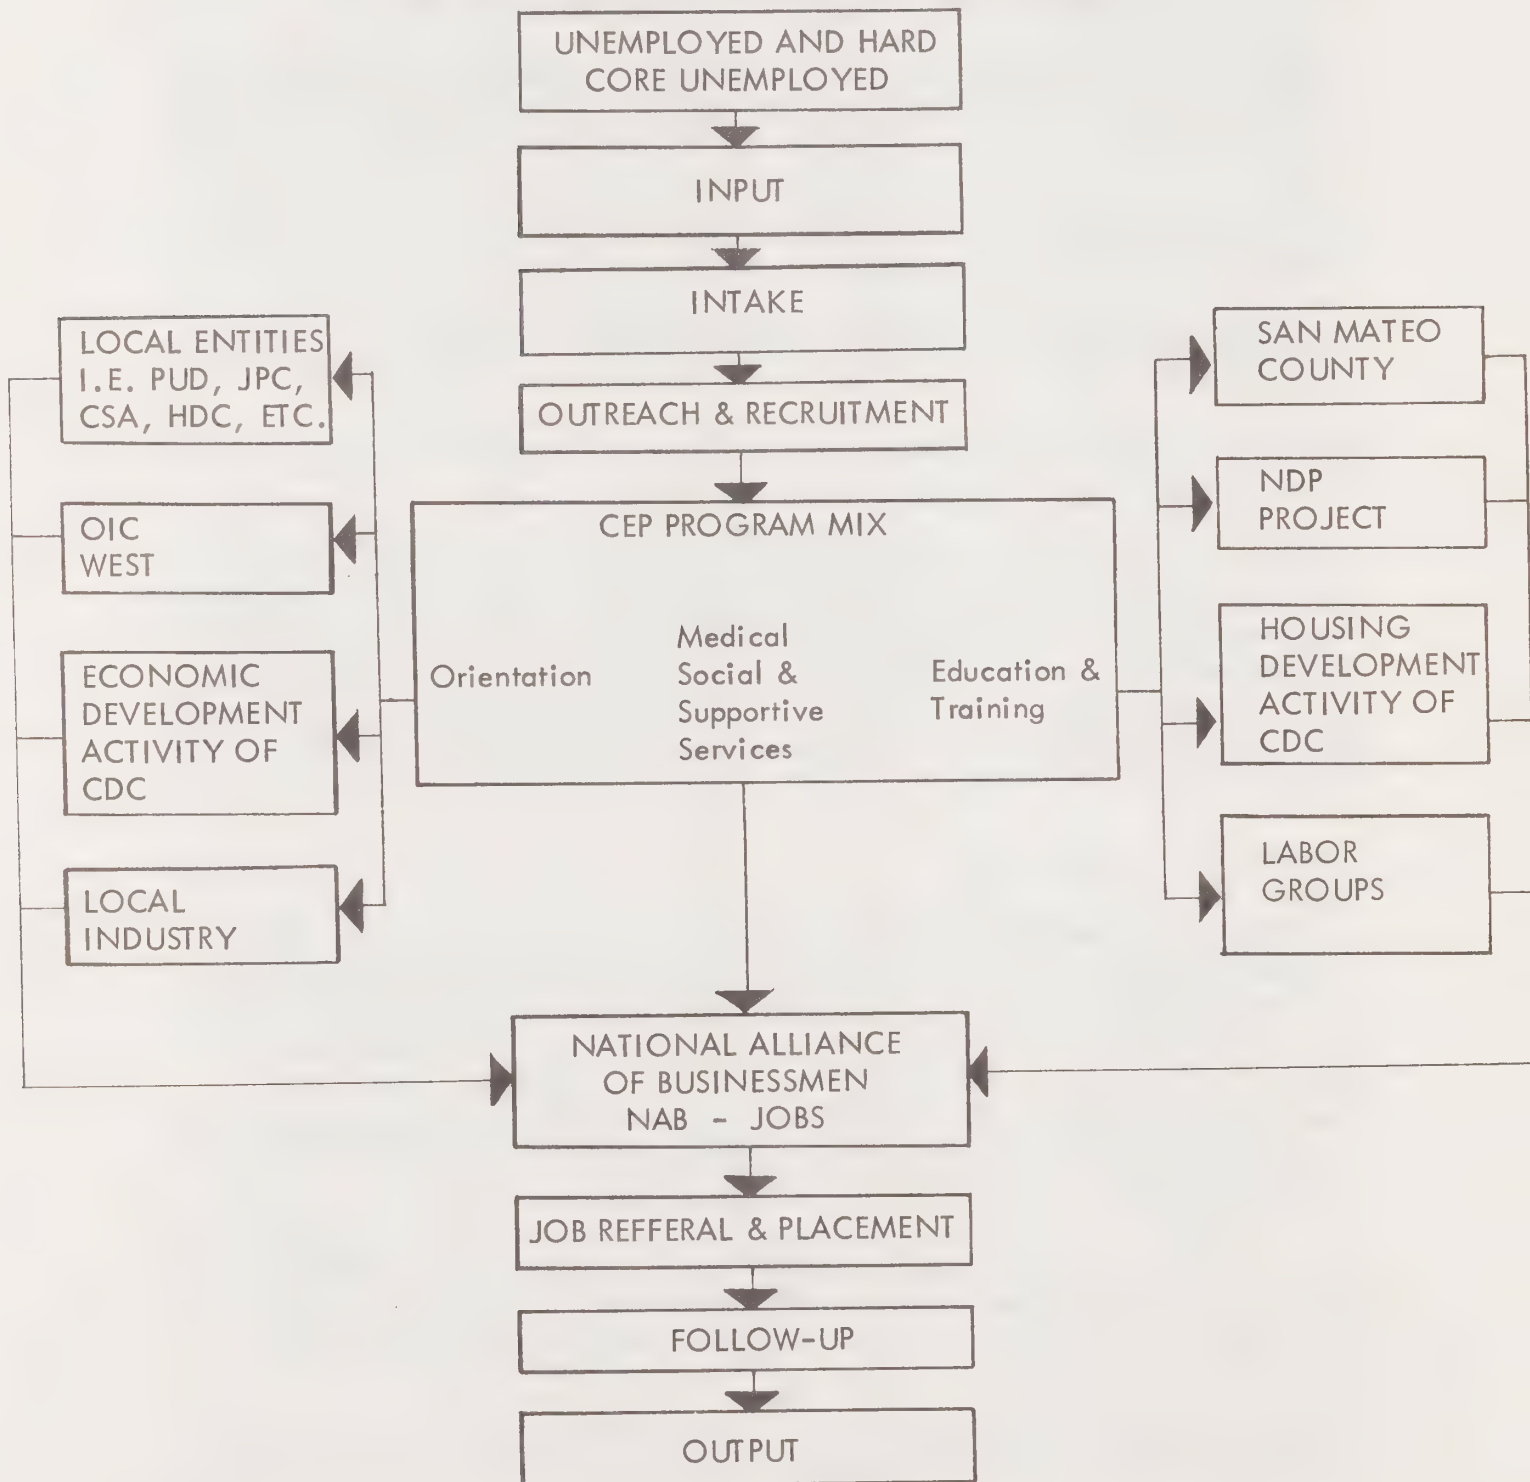 UNEMPLOYED AND HARD
CORE UNEMPLOYED
INPUT
INTAKE
OUTREACH & RECRUITMENT
LOCAL ENTITIES
I.E. PUD, JPC,
CSA, HDC, ETC.
OIC
WEST
ECONOMIC
DEVELOPMENT
ACTIVITY OF
CDC
LOCAL
INDUSTRY
CEP PROGRAM MIX
Orientation
Medical
Social &
Supportive
Services
Education &
Training
SAN MATEO
COUNTY
NDP
PROJECT
HOUSING
DEVELOPMENT
ACTIVITY OF
CDC
LABOR
GROUPS
NATIONAL ALLIANCE
OF BUSINESSMEN
NAB - JOBS
JOB REFFERAL & PLACEMENT
FOLLOW-UP
OUTPUT